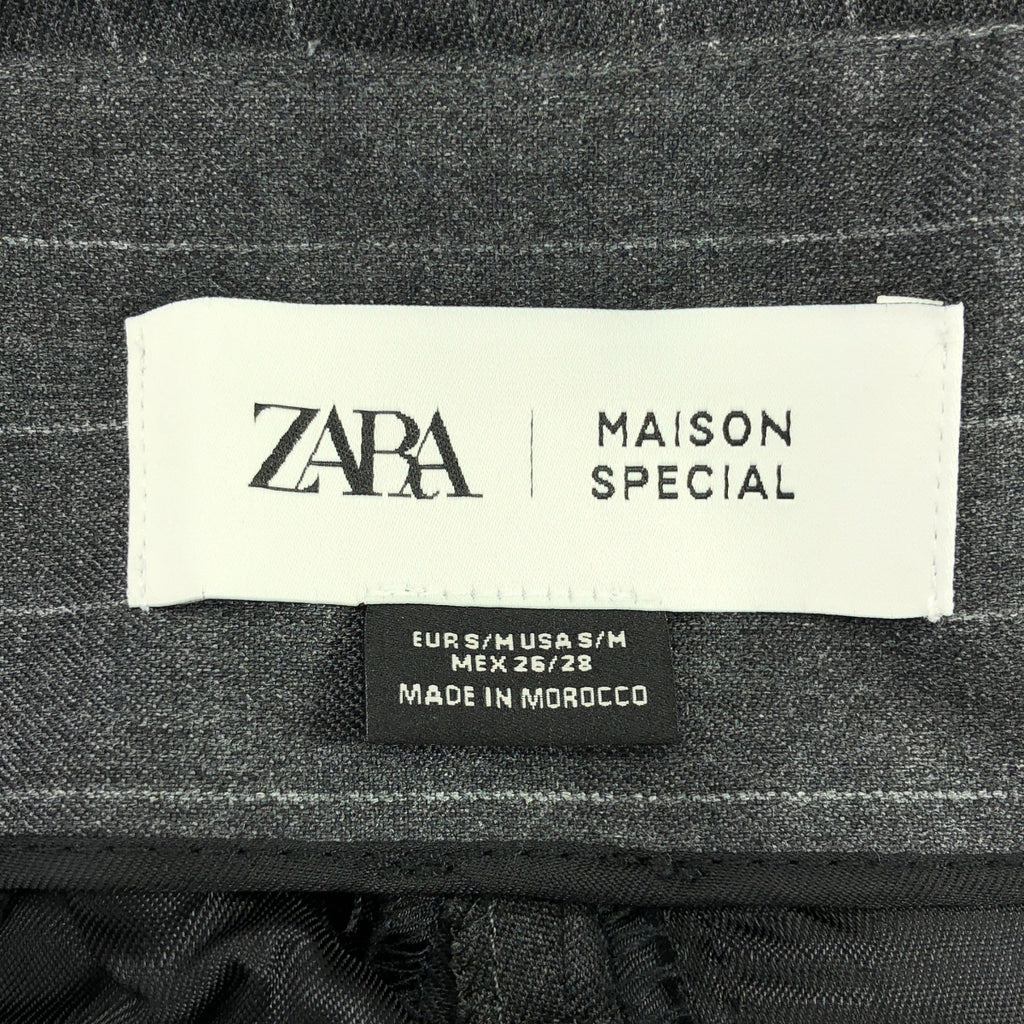 ZARA
MAISON
SPECIAL
EUR S/M USA S/M
MEX 26/28
MADE IN MOROCCO